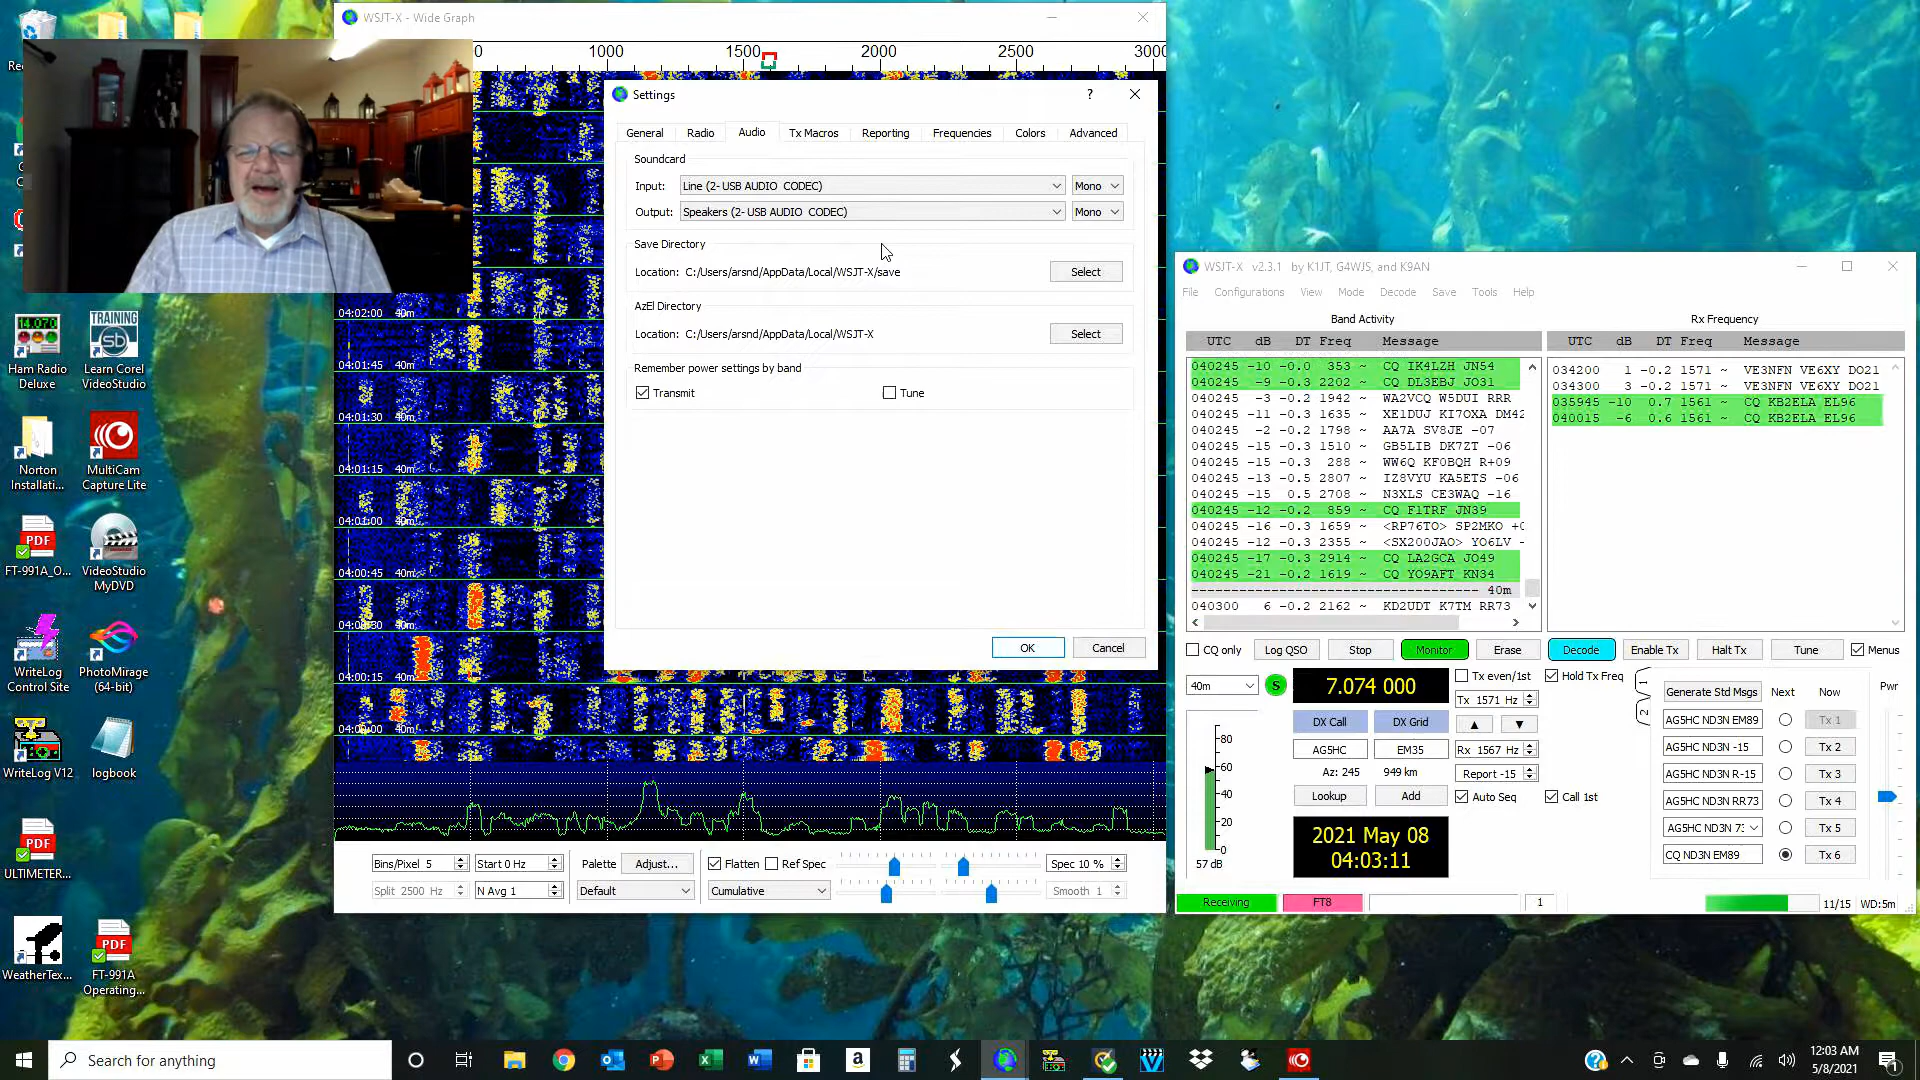 WSJT-X - Wide Graph
1000 1500 2000 2500 3000
Settings
?
General Radio Audio Tx Macros Reporting Frequencies Colors Advanced
Soundcard
Input: Line (2- USB AUDIO CODEC) Mono
Output: Speakers (2- USB AUDIO CODEC) Mono
Save Directory
Location: C:/Users/arsnd/AppData/Local/WSJT-X/save Select
AzEl Directory
Location: C:/Users/arsnd/AppData/Local/WSJT-X Select
Remember power settings by band
Transmit Tune
OK Cancel
04:02:00 40m
04:01:45 40m
04:01:30 40m
04:01:15 40m
04:01:00 40m
04:00:45 40m
04:00:30 40m
04:00:15 40m
04:00:00 40m
Bins/Pixel 5 Start 0 Hz Palette Adjust... Flatten Ref Spec Spec 10 %
Split 2500 Hz N Avg 1 Default Cumulative Smooth 1
WSJT-X v2.3.1 by K1JT, G4WJS, and K9AN
File Configurations View Mode Decode Save Tools Help
Band Activity
UTC dB DT Freq Message
040245 -10 -0.0 353 ~ CQ IK4LZH JN54
040245 -9 -0.3 2202 ~ CQ DL3EBJ JO31
040245 -3 -0.2 1942 ~ WA2VCQ W5DUI RRR
040245 -11 -0.3 1635 ~ XE1DUJ KI7OXA DM42
040245 -2 -0.2 1798 ~ AA7A SV8JE -07
040245 -15 -0.3 1510 ~ GB5LIB DK7ZT -06
040245 -15 -0.3 288 ~ WW6Q KF0BQH R+09
040245 -13 -0.5 2807 ~ IZ8VYU KA5ETS -06
040245 -15 0.5 2708 ~ N3XLS CE3WAQ -16
040245 -12 -0.2 859 ~ CQ F1TRF JN39
040245 -16 -0.3 1659 ~ <RP76TO> SP2MKO
040245 -12 -0.3 2355 ~ <SX200JAO> YO6LV -
040245 -17 -0.3 2914 ~ CQ LA2GCA JO49
040245 -21 -0.2 1619 ~ CQ YO9AFT KN34
------------------------------------ 40m
040300 6 -0.2 2162 ~ KD2UDT K7TM RR73
Rx Frequency
UTC dB DT Freq Message
034200 1 -0.2 1571 ~ VE3NFN VE6XY DO21
034300 3 -0.2 1571 ~ VE3NFN VE6XY DO21
035945 -10 0.7 1561 ~ CQ KB2ELA EL96
040015 -6 0.6 1561 ~ CQ KB2ELA EL96
CQ only Log QSO Stop Monitor Erase Decode Enable Tx Halt Tx Tune Menus
40m S 7.074 000 Tx even/1st Hold Tx Freq
Tx 1571 Hz
DX Call DX Grid
AG5HC EM35 Rx 1567 Hz
Az: 245 949 km Report -15
Lookup Add Auto Seq Call 1st
2021 May 08
04:03:11
80
60
40
20
0
57 dB
1
2
Generate Std Msgs Next Now Pwr
AG5HC ND3N EM89 Tx 1
AG5HC ND3N -15 Tx 2
AG5HC ND3N R-15 Tx 3
AG5HC ND3N RR73 Tx 4
AG5HC ND3N Tx 5
CQ ND3N EM89 Tx 6
Receiving FT8 1 11/15 WD:5m
14.070
Ham Radio
Deluxe
TRAINING
sb
Learn Corel
VideoStudio
Norton
Installati...
MultiCam
Capture Lite
PDF
FT-991A_O...
VideoStudio
MyDVD
WriteLog
Control Site
PhotoMirage
(64-bit)
WriteLog V12
logbook
PDF
ULTIMETER...
WeatherTex...
PDF
FT-991A
Operating...
Search for anything
12:03 AM
5/8/2021